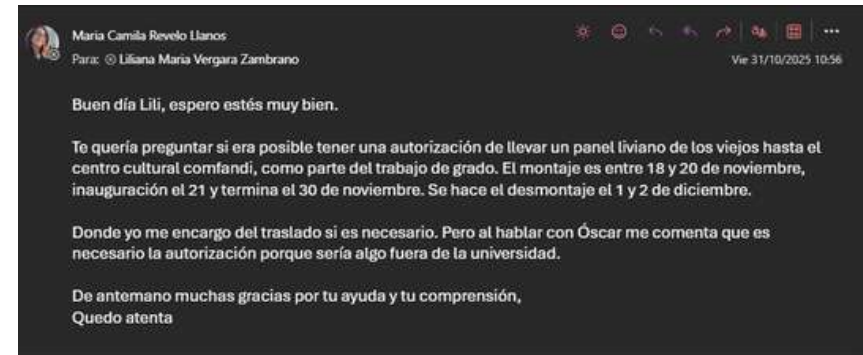 Maria Camila Revelo Llanos
Para: Liliana Maria Vergara Zambrano
Vie 31/10/2025 10:56
Buen día Lili, espero estés muy bien.
Te quería preguntar si era posible tener una autorización de llevar un panel liviano de los viejos hasta el
centro cultural comfandi, como parte del trabajo de grado. El montaje es entre 18 y 20 de noviembre,
inauguración el 21 y termina el 30 de noviembre. Se hace el desmontaje el 1 y 2 de diciembre.
Donde yo me encargo del traslado si es necesario. Pero al hablar con Óscar me comenta que es
necesario la autorización porque sería algo fuera de la universidad.
De antemano muchas gracias por tu ayuda y tu comprensión,
Quedo atenta